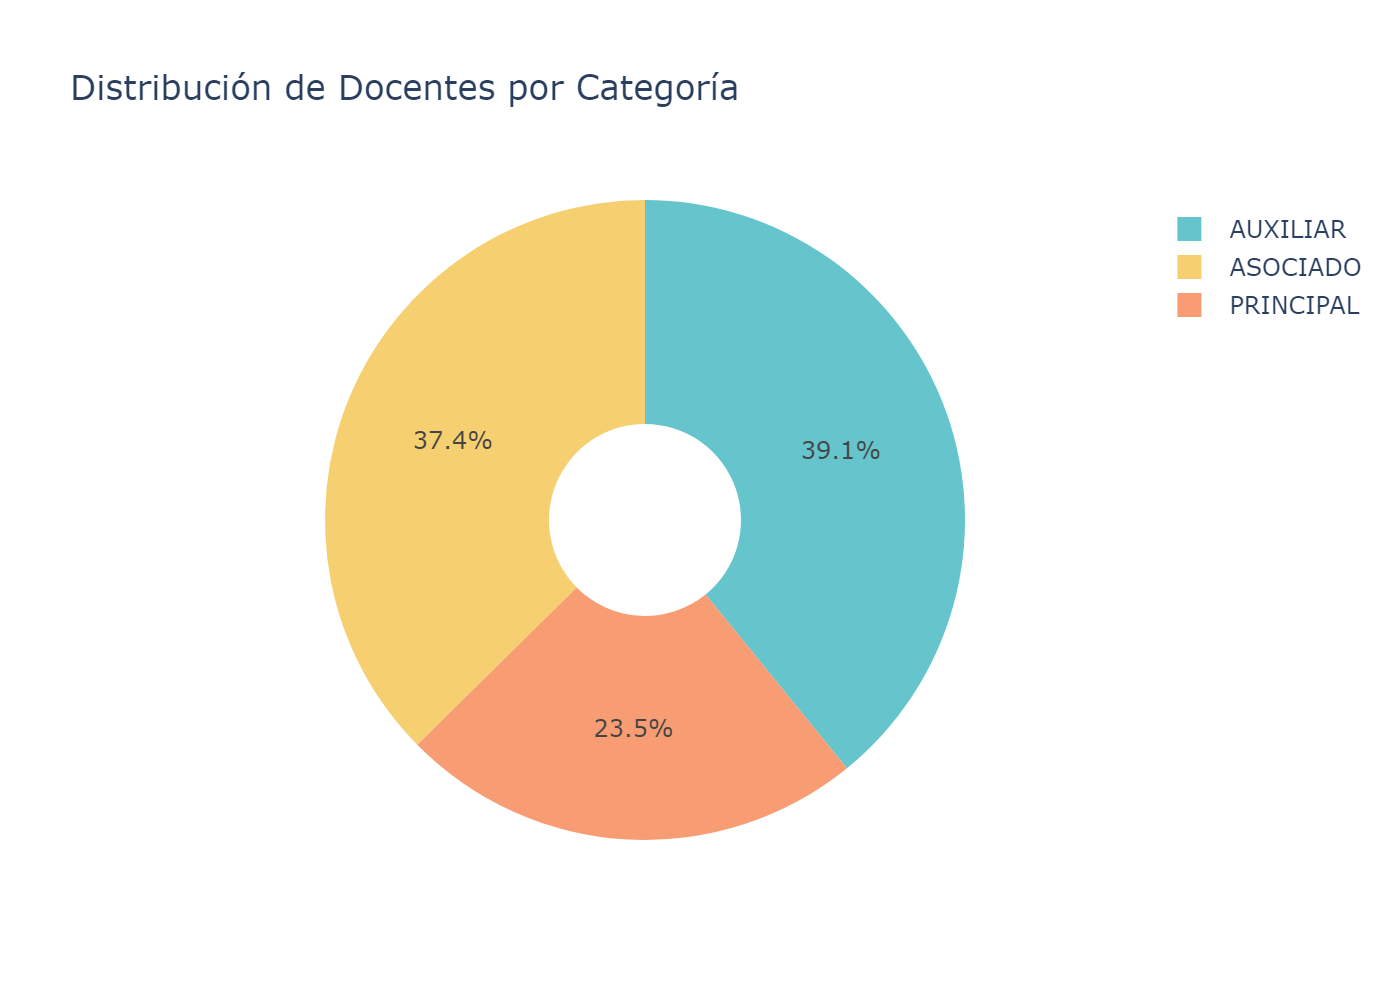 Distribución de Docentes por Categoría
AUXILIAR
ASOCIADO
PRINCIPAL
37.4%
39.1%
23.5%